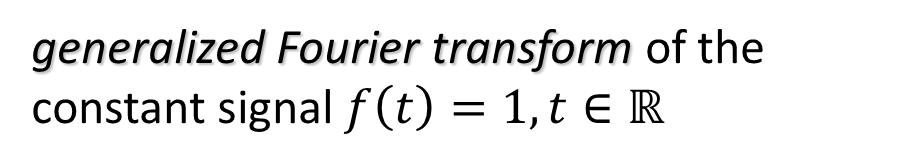 generalized Fourier transform of the
constant signal f(t) = 1, t ∈ ℝ